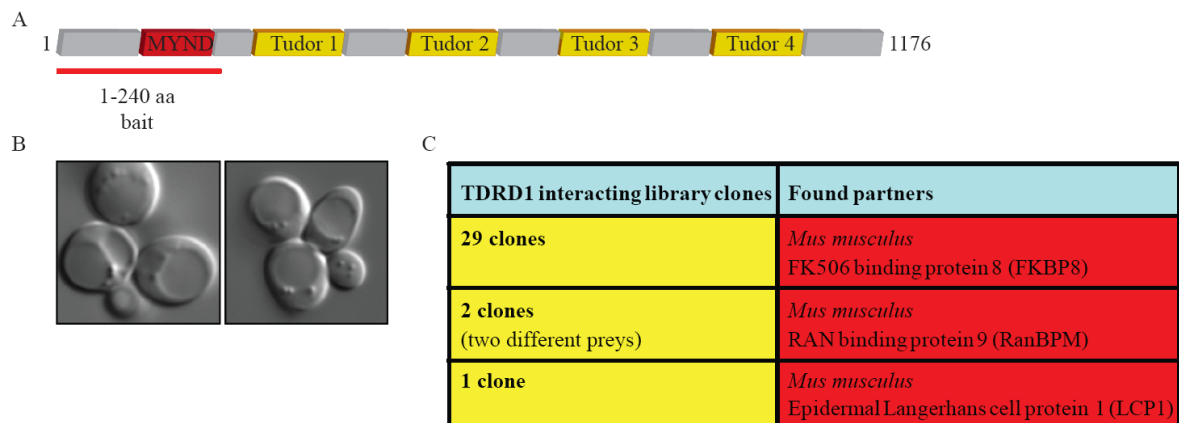 A
1 MYND Tudor 1 Tudor 2 Tudor 3 Tudor 4 1176
1-240 aa
bait
B
C
TDRD1 interacting library clones Found partners
29 clones Mus musculus
FK506 binding protein 8 (FKBP8)
2 clones Mus musculus
(two different preys) RAN binding protein 9 (RanBPM)
1 clone Mus musculus
Epidermal Langerhans cell protein 1 (LCP1)